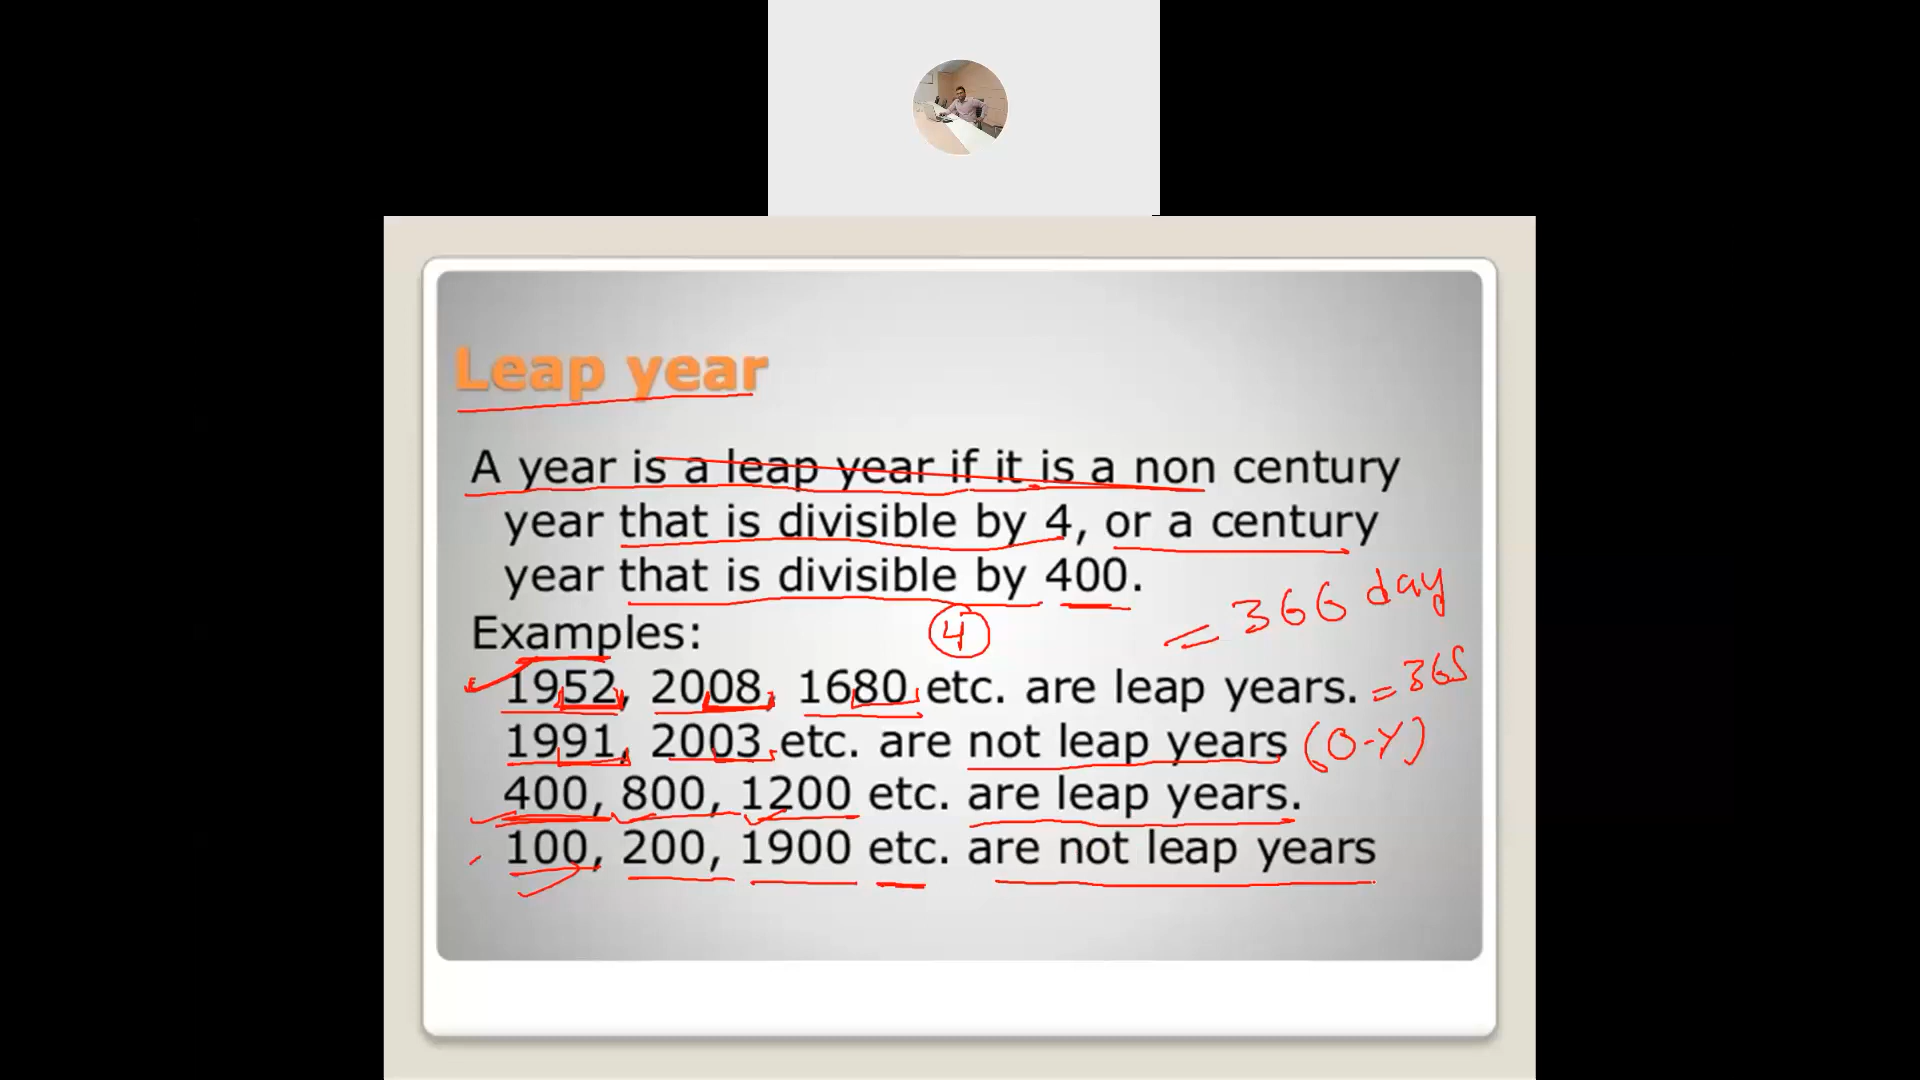 Leap year
A year is a leap year if it is a non century
year that is divisible by 4, or a century
year that is divisible by 400.
= 366 day
Examples:
4
1952, 2008, 1680 etc. are leap years.
= 365
1991, 2003 etc. are not leap years
(O-Y)
400, 800, 1200 etc. are leap years.
100, 200, 1900 etc. are not leap years